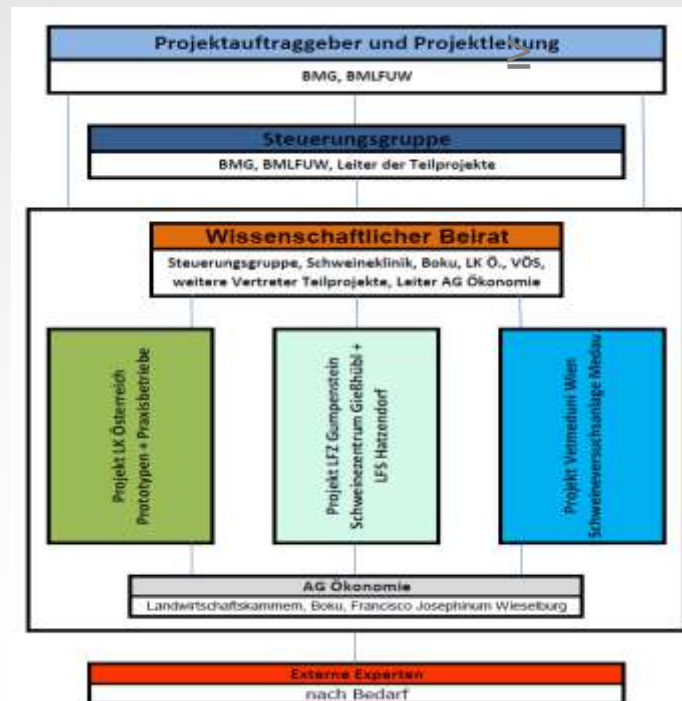 Projektauftraggeber und Projektleitung
≥
BMG, BMLFUW
Steuerungsgruppe
BMG, BMLFUW, Leiter der Teilprojekte
Wissenschaftlicher Beirat
Steuerungsgruppe, Schweineklinik, Boku, LK Ö., VÖS,
weitere Vertreter Teilprojekte, Leiter AG Ökonomie
Projekt LK Österreich
Prototypen + Praxisbetriebe
Projekt LFZ Gumpenstein
Schweinezentrum Gießhübl +
LFS Hatzendorf
Projekt Vetmeduni Wien
Schweineversuchsanlage Medau
AG Ökonomie
Landwirtschaftskammern, Boku, Francisco Josephinum Wieselburg
Externe Experten
nach Bedarf